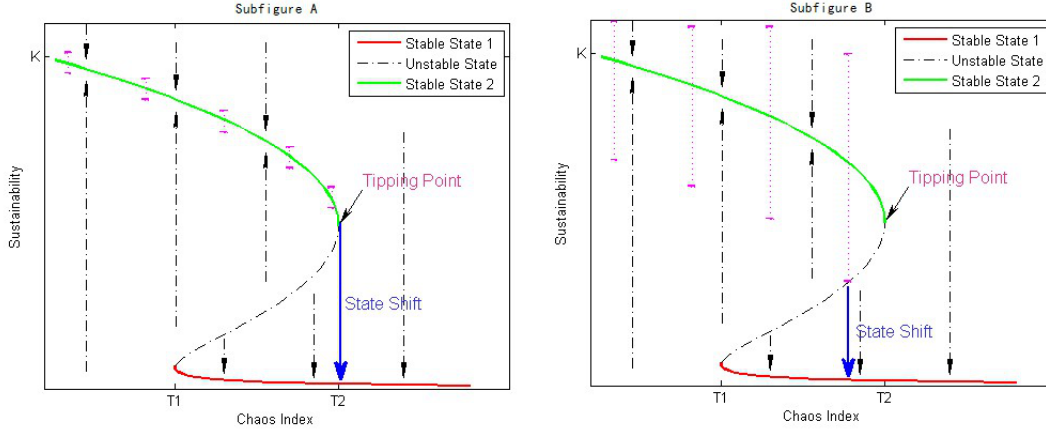 Subfigure A
K
Stable State 1
Unstable State
Stable State 2
Tipping Point
State Shift
Sustainability
T1
T2
Chaos Index
Subfigure B
K
Stable State 1
Unstable State
Stable State 2
Tipping Point
State Shift
Sustainability
T1
T2
Chaos Index